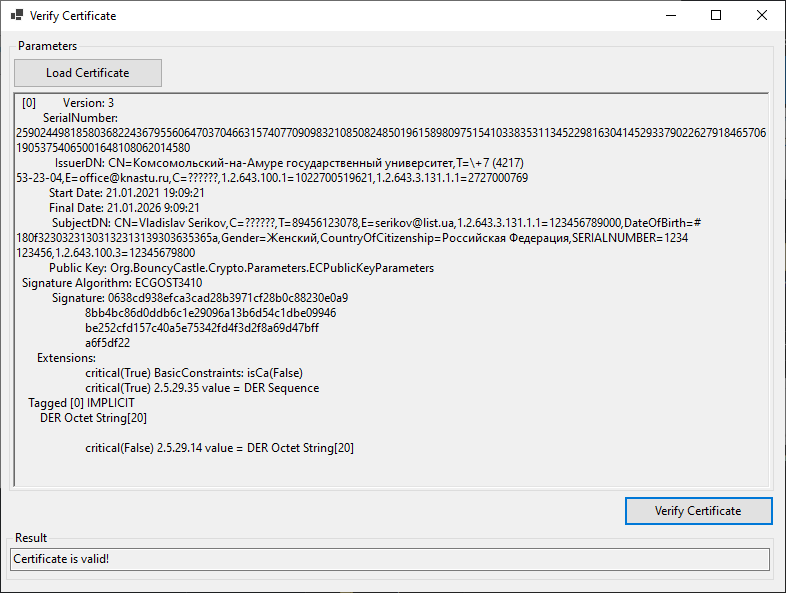 Verify Certificate
Parameters
Load Certificate
[0] Version: 3
SerialNumber:
25902449818580368224367955606470370466315740770909832108508248501961589809751541033835311345229816304145293379022627918465706
190537540650016481080620145​80
IssuerDN: CN=Комсомольский-на-Амуре государственный университет,T=\+7 (4217)
53-23-04,E=office@knastu.ru,C=??????,1.2.643.100.1=1022700519621,1.2.643.3.131.1.1=2727000769
Start Date: 21.01.2021 19:09:21
Final Date: 21.01.2026 9:09:21
SubjectDN: CN=Vladislav Serikov,C=??????,T=89456123078,E=serikov@list.ua,1.2.643.3.131.1.1=123456789000,DateOfBirth=#
180f32303231303132313139303635365a,Gender=Женский,CountryOfCitizenship=Российская Федерация,SERIALNUMBER=1234
123456,1.2.643.100.3=12345679800
Public Key: Org.BouncyCastle.Crypto.Parameters.ECPublicKeyParameters
Signature Algorithm: ECGOST3410
Signature: 0638cd938efca3cad28b3971cf28b0c88230e0a9
8bb4bc86d0ddb6c1e29096a13b6d54c1dbe09946
be252cfd157c40a5e75342fd4f3d2f8a69d47bff
a6f5df22
Extensions:
critical(True) BasicConstraints: isCa(False)
critical(True) 2.5.29.35 value = DER Sequence
Tagged [0] IMPLICIT
DER Octet String[20]
critical(False) 2.5.29.14 value = DER Octet String[20]
Verify Certificate
Result
Certificate is valid!